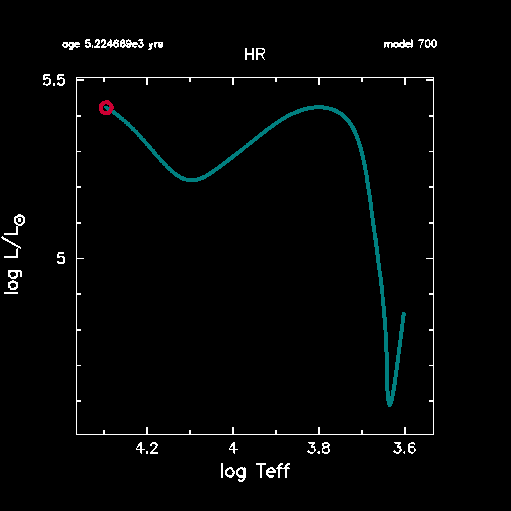 age 5.224669e3 yrs
model 700
HR
5.5
5
log L/L⊙
4.2 4 3.8 3.6
log Teff